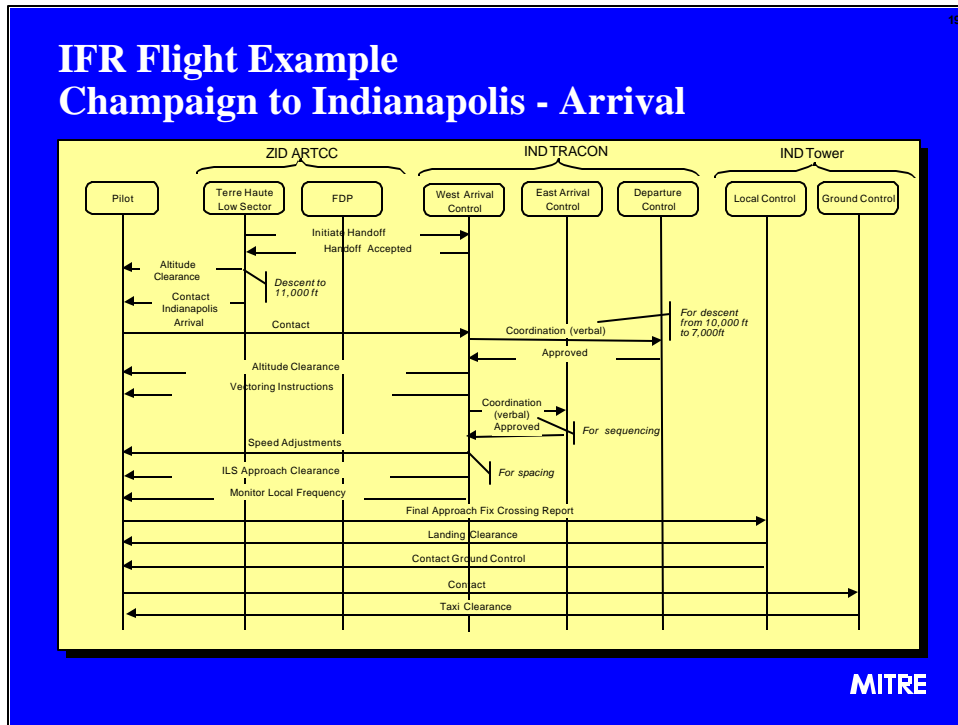 19
IFR Flight Example
Champaign to Indianapolis - Arrival
ZID ARTCC
IND TRACON
IND Tower
Pilot
Terre Haute
Low Sector
FDP
West Arrival
Control
East Arrival
Control
Departure
Control
Local Control
Ground Control
Initiate Handoff
Handoff Accepted
Altitude
Clearance
Descent to
11,000 ft
Contact
Indianapolis
Arrival
Contact
For descent
from 10,000 ft
to 7,000ft
Coordination (verbal)
Approved
Altitude Clearance
Vectoring Instructions
Coordination
(verbal)
Approved
For sequencing
Speed Adjustments
ILS Approach Clearance
For spacing
Monitor Local Frequency
Final Approach Fix Crossing Report
Landing Clearance
Contact Ground Control
Contact
Taxi Clearance
MITRE